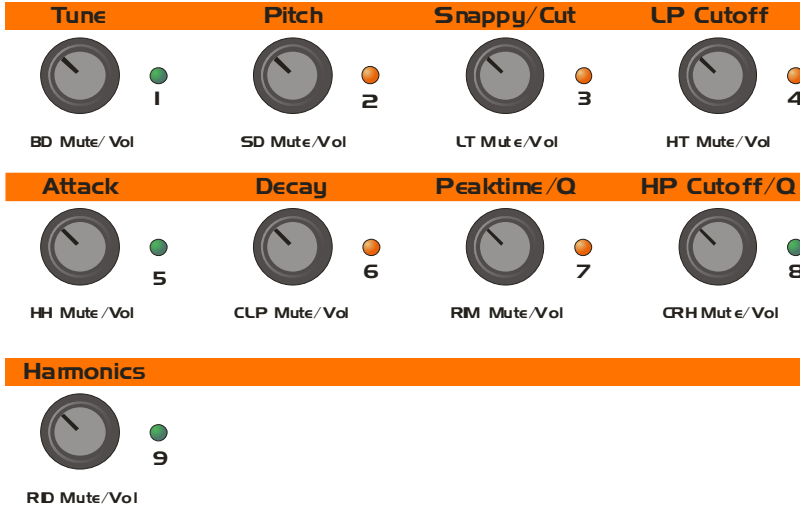 Tune Pitch Snappy/Cut LP Cutoff
1 2 3 4
BD Mute/Vol SD Mute/Vol LT Mute/Vol HT Mute/Vol
Attack Decay Peaktime/Q HP Cutoff/Q
5 6 7 8
HH Mute/Vol CLP Mute/Vol RIM Mute/Vol CRH Mute/Vol
Harmonics
9
RID Mute/Vol